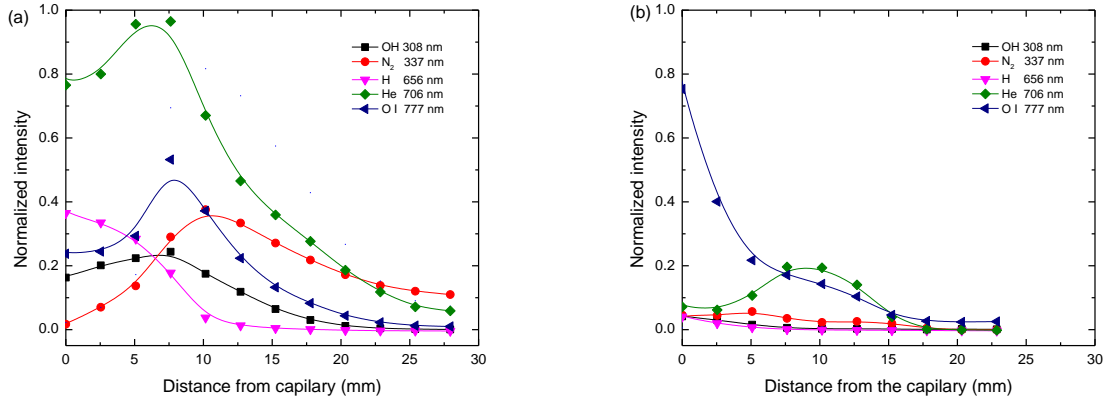 (a)
1.0
0.8
0.6
0.4
0.2
0.0
Normalized intensity
OH 308 nm
N₂ 337 nm
H 656 nm
He 706 nm
O I 777 nm
0 5 10 15 20 25 30
Distance from capilary (mm)
(b)
1.0
0.8
0.6
0.4
0.2
0.0
Normalized intensity
OH 308 nm
N₂ 337 nm
H 656 nm
He 706 nm
O I 777 nm
0 5 10 15 20 25 30
Distance from the capilary (mm)